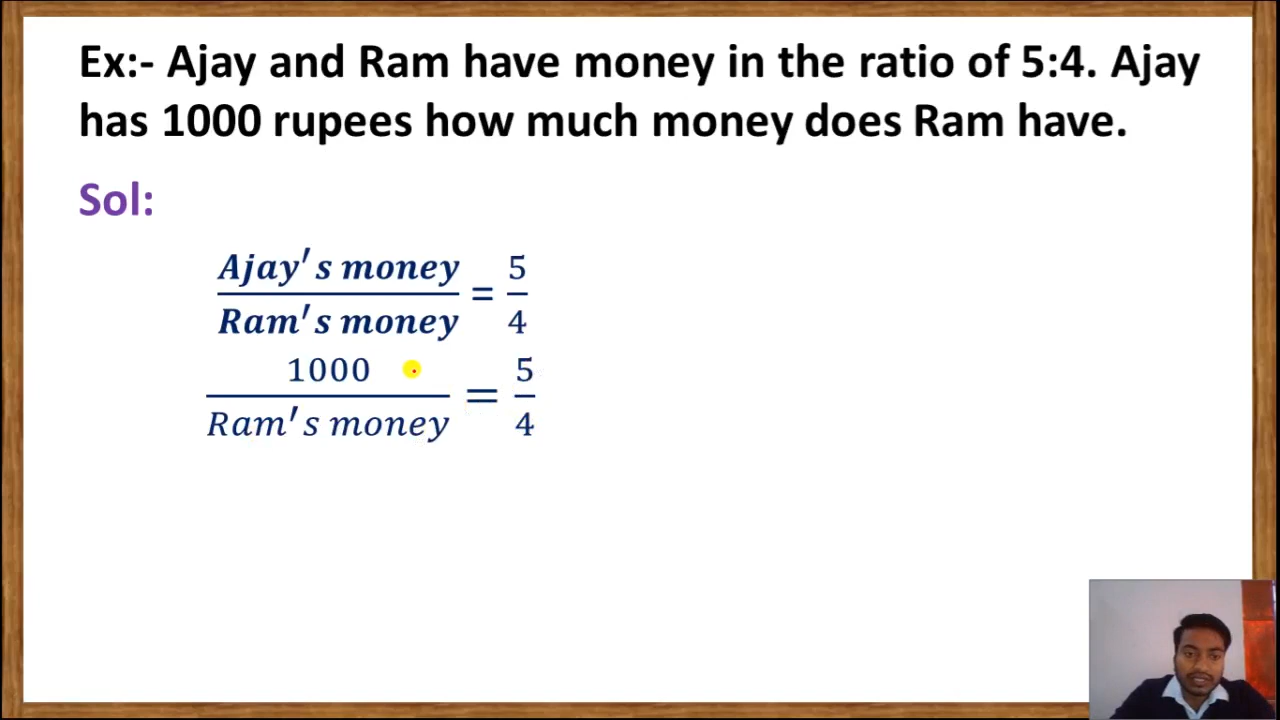 Ex:- Ajay and Ram have money in the ratio of 5:4. Ajay
has 1000 rupees how much money does Ram have.
Sol:
Ajay's money / Ram's money = 5/4
1000 / Ram's money = 5/4